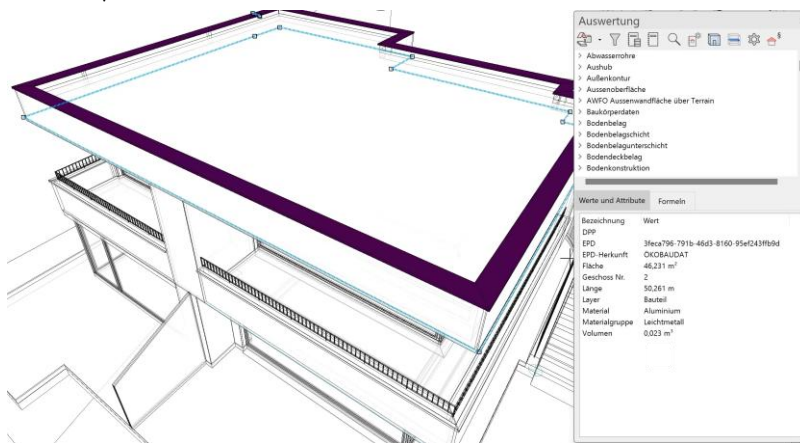 Auswertung
§
> Abwasserrohre
> Aushub
> Außenkontur
> Aussenoberfläche
> AWFO Aussenwandfläche über Terrain
> Baukörperdaten
> Bodenbelag
> Bodenbelagschicht
> Bodenbelagunterschicht
> Bodendeckbelag
> Bodenkonstruktion
Werte und Attribute Formeln
Bezeichnung Wert
DPP
EPD 3feca796-791b-46d3-8160-95ef243ffb9d
EPD-Herkunft ÖKOBAUDAT
Fläche 46,231 m²
Geschoss Nr. 2
Länge 50,261 m
Layer Bauteil
Material Aluminium
Materialgruppe Leichtmetall
Volumen 0,023 m³